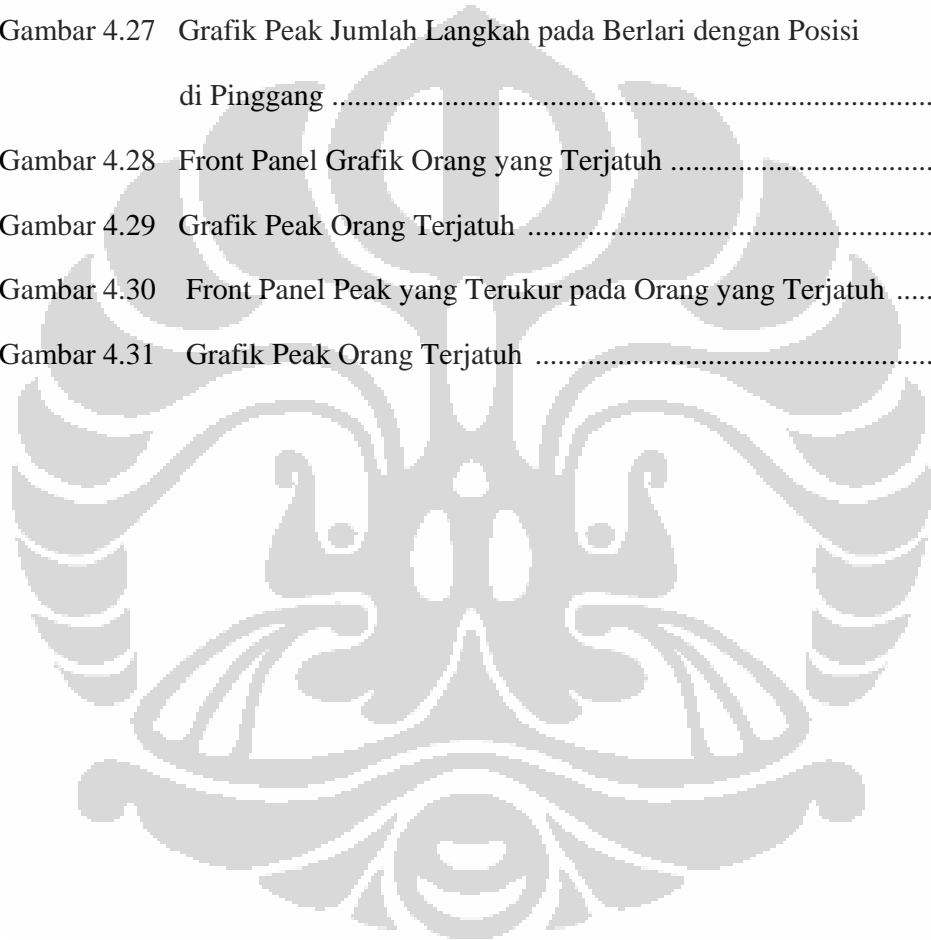 Gambar 4.27 Grafik Peak Jumlah Langkah pada Berlari dengan Posisi
di Pinggang ................................................................................
Gambar 4.28 Front Panel Grafik Orang yang Terjatuh ...................................
Gambar 4.29 Grafik Peak Orang Terjatuh ......................................................
Gambar 4.30 Front Panel Peak yang Terukur pada Orang yang Terjatuh .....
Gambar 4.31 Grafik Peak Orang Terjatuh .....................................................